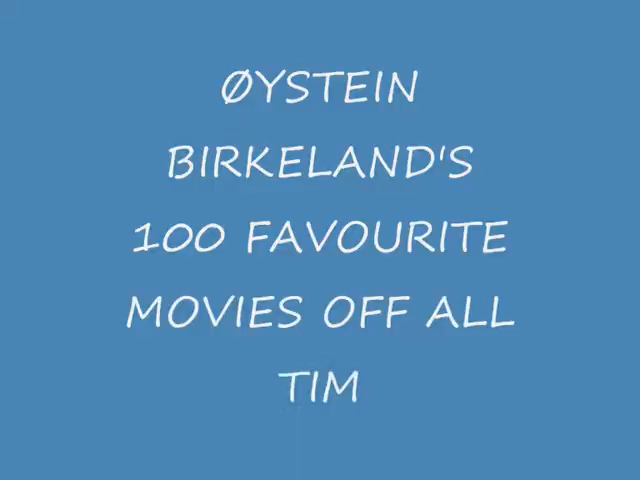 ØYSTEIN
BIRKELAND'S
100 FAVOURITE
MOVIES OFF ALL
TIM